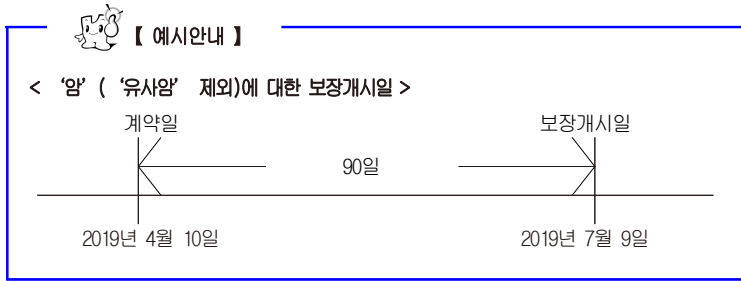 【 예시안내 】
< ‘암’ ( ‘유사암’ 제외)에 대한 보장개시일 >
계약일 보장개시일
90일
2019년 4월 10일 2019년 7월 9일